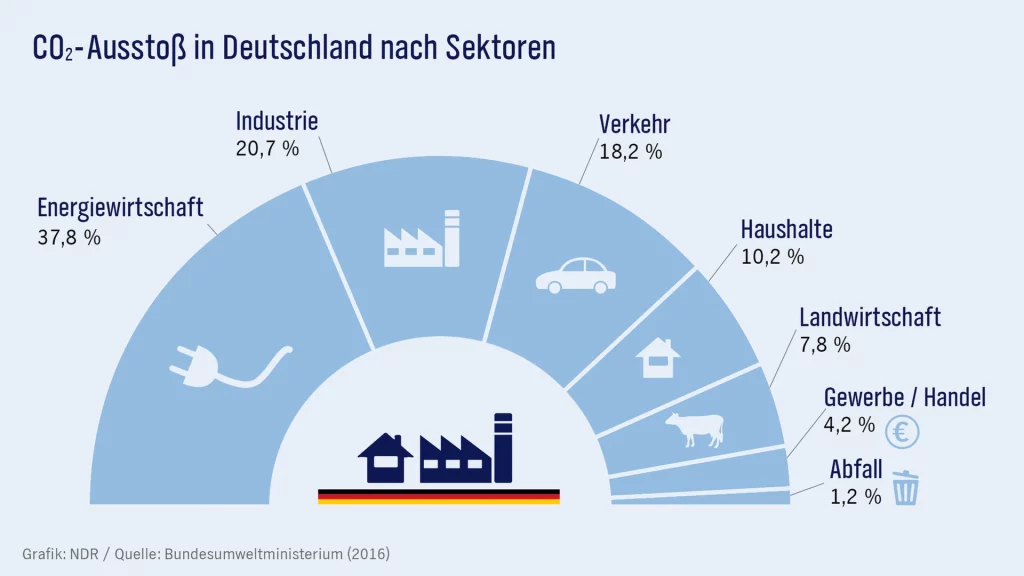 CO₂-Ausstoß in Deutschland nach Sektoren
Industrie
20,7 %
Verkehr
18,2 %
Energiewirtschaft
37,8 %
Haushalte
10,2 %
Landwirtschaft
7,8 %
Gewerbe / Handel
4,2 %
€
Abfall
1,2 %
Grafik: NDR / Quelle: Bundesumweltministerium (2016)